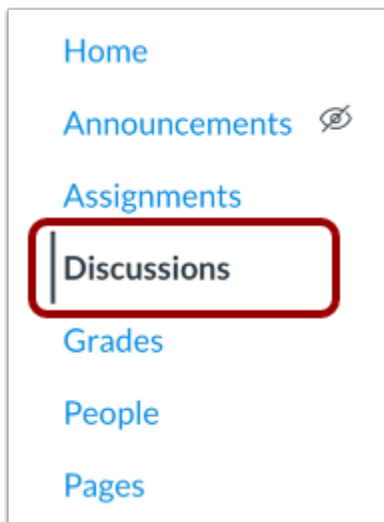 Home
Announcements
Assignments
Discussions
Grades
People
Pages